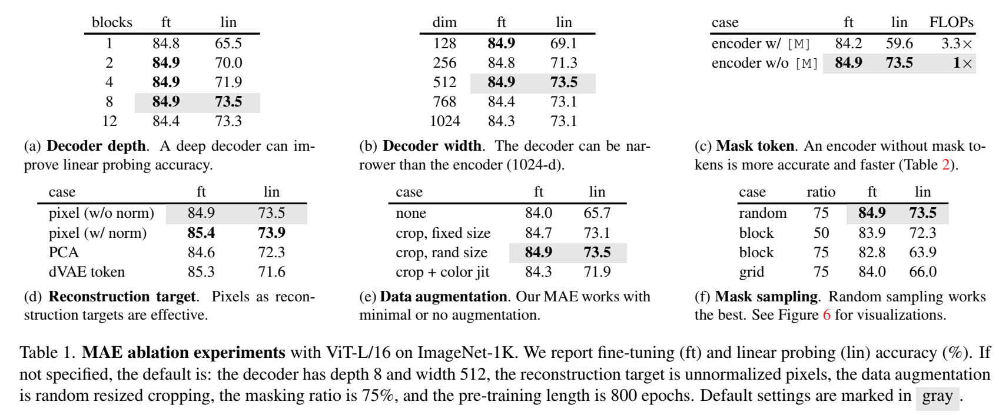 blocks ft lin
1 84.8 65.5
2 84.9 70.0
4 84.9 71.9
8 84.9 73.5
12 84.4 73.3
(a) Decoder depth. A deep decoder can im-
prove linear probing accuracy.
dim ft lin
128 84.9 69.1
256 84.8 71.3
512 84.9 73.5
768 84.4 73.1
1024 84.3 73.1
(b) Decoder width. The decoder can be nar-
rower than the encoder (1024-d).
case ft lin FLOPs
encoder w/ [M] 84.2 59.6 3.3×
encoder w/o [M] 84.9 73.5 1×
(c) Mask token. An encoder without mask to-
kens is more accurate and faster (Table 2).
case ft lin
pixel (w/o norm) 84.9 73.5
pixel (w/ norm) 85.4 73.9
PCA 84.6 72.3
dVAE token 85.3 71.6
(d) Reconstruction target. Pixels as recon-
struction targets are effective.
case ft lin
none 84.0 65.7
crop, fixed size 84.7 73.1
crop, rand size 84.9 73.5
crop + color jit 84.3 71.9
(e) Data augmentation. Our MAE works with
minimal or no augmentation.
case ratio ft lin
random 75 84.9 73.5
block 50 83.9 72.3
block 75 82.8 63.9
grid 75 84.0 66.0
(f) Mask sampling. Random sampling works
the best. See Figure 6 for visualizations.
Table 1. MAE ablation experiments with ViT-L/16 on ImageNet-1K. We report fine-tuning (ft) and linear probing (lin) accuracy (%). If
not specified, the default is: the decoder has depth 8 and width 512, the reconstruction target is unnormalized pixels, the data augmentation
is random resized cropping, the masking ratio is 75%, and the pre-training length is 800 epochs. Default settings are marked in gray .